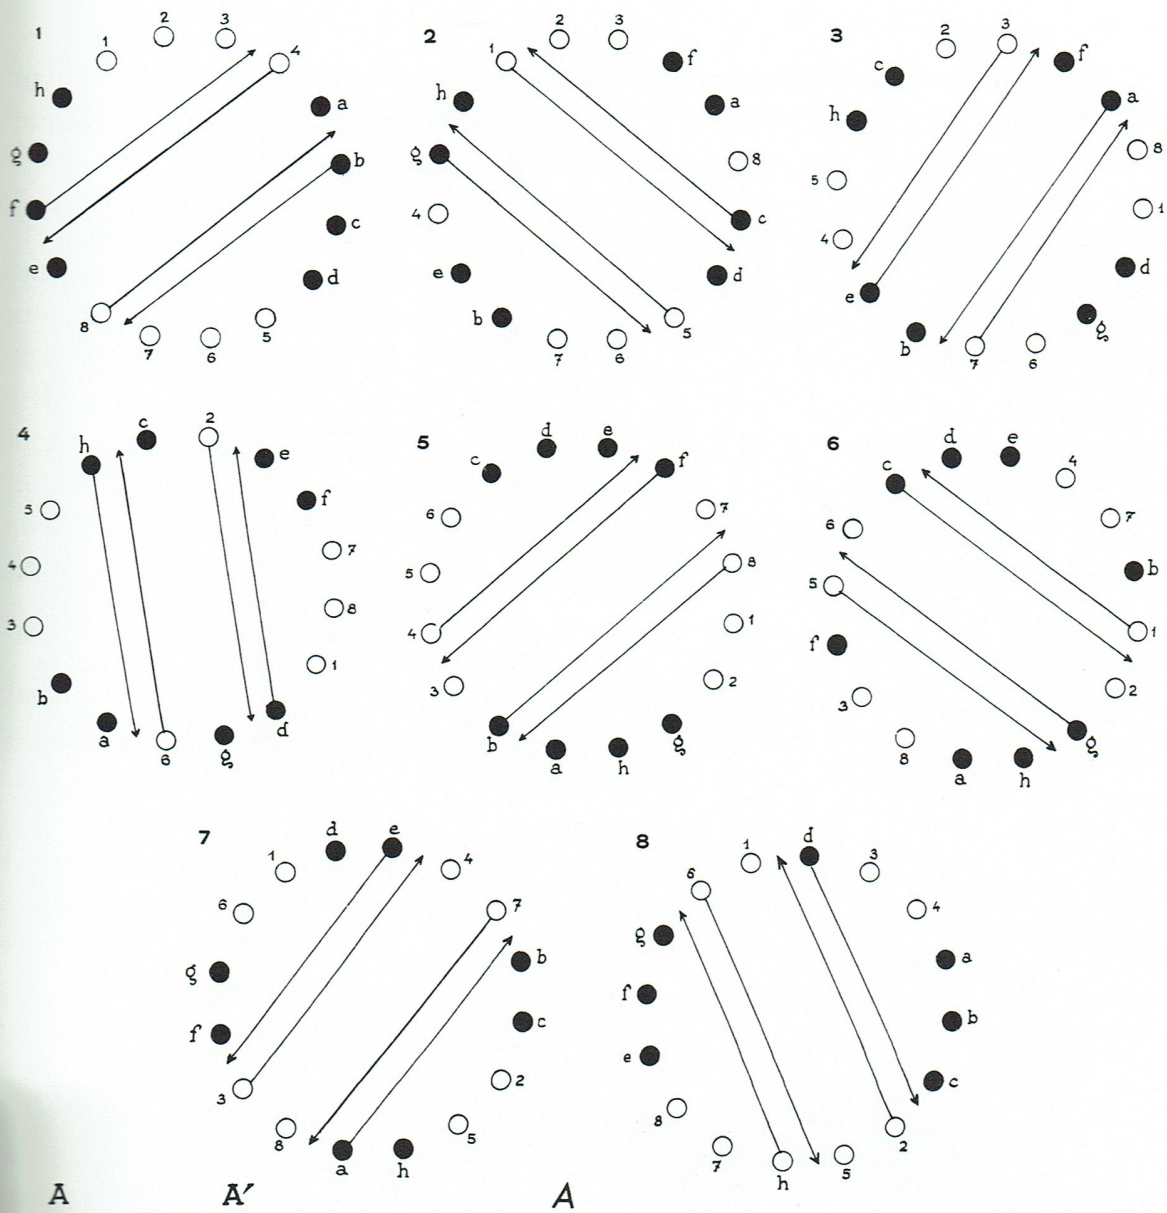 1
1 2 3 4
a b c d
5 6 7 8
e f g h
2
1 2 3
f a 8 c d
5 6 7 b
e 4 g h
3
c 2 3 f
a 8 1 d g
6 7 b e
4 5 h
4
h c 2 e f
7 8 1 d
g 6 a b
3 4 5
5
c d e f
7 8 1 2
g h a b
3 4 5 6
6
c d e 4
7 b 1 2
g h a 8
3 f 5 6
7
1 d e 4
7 b c 2 5
h a 8 3
f g 6
8
6 1 d 3 4
a b c 2
5 h 7 8
e f g
A A′ A